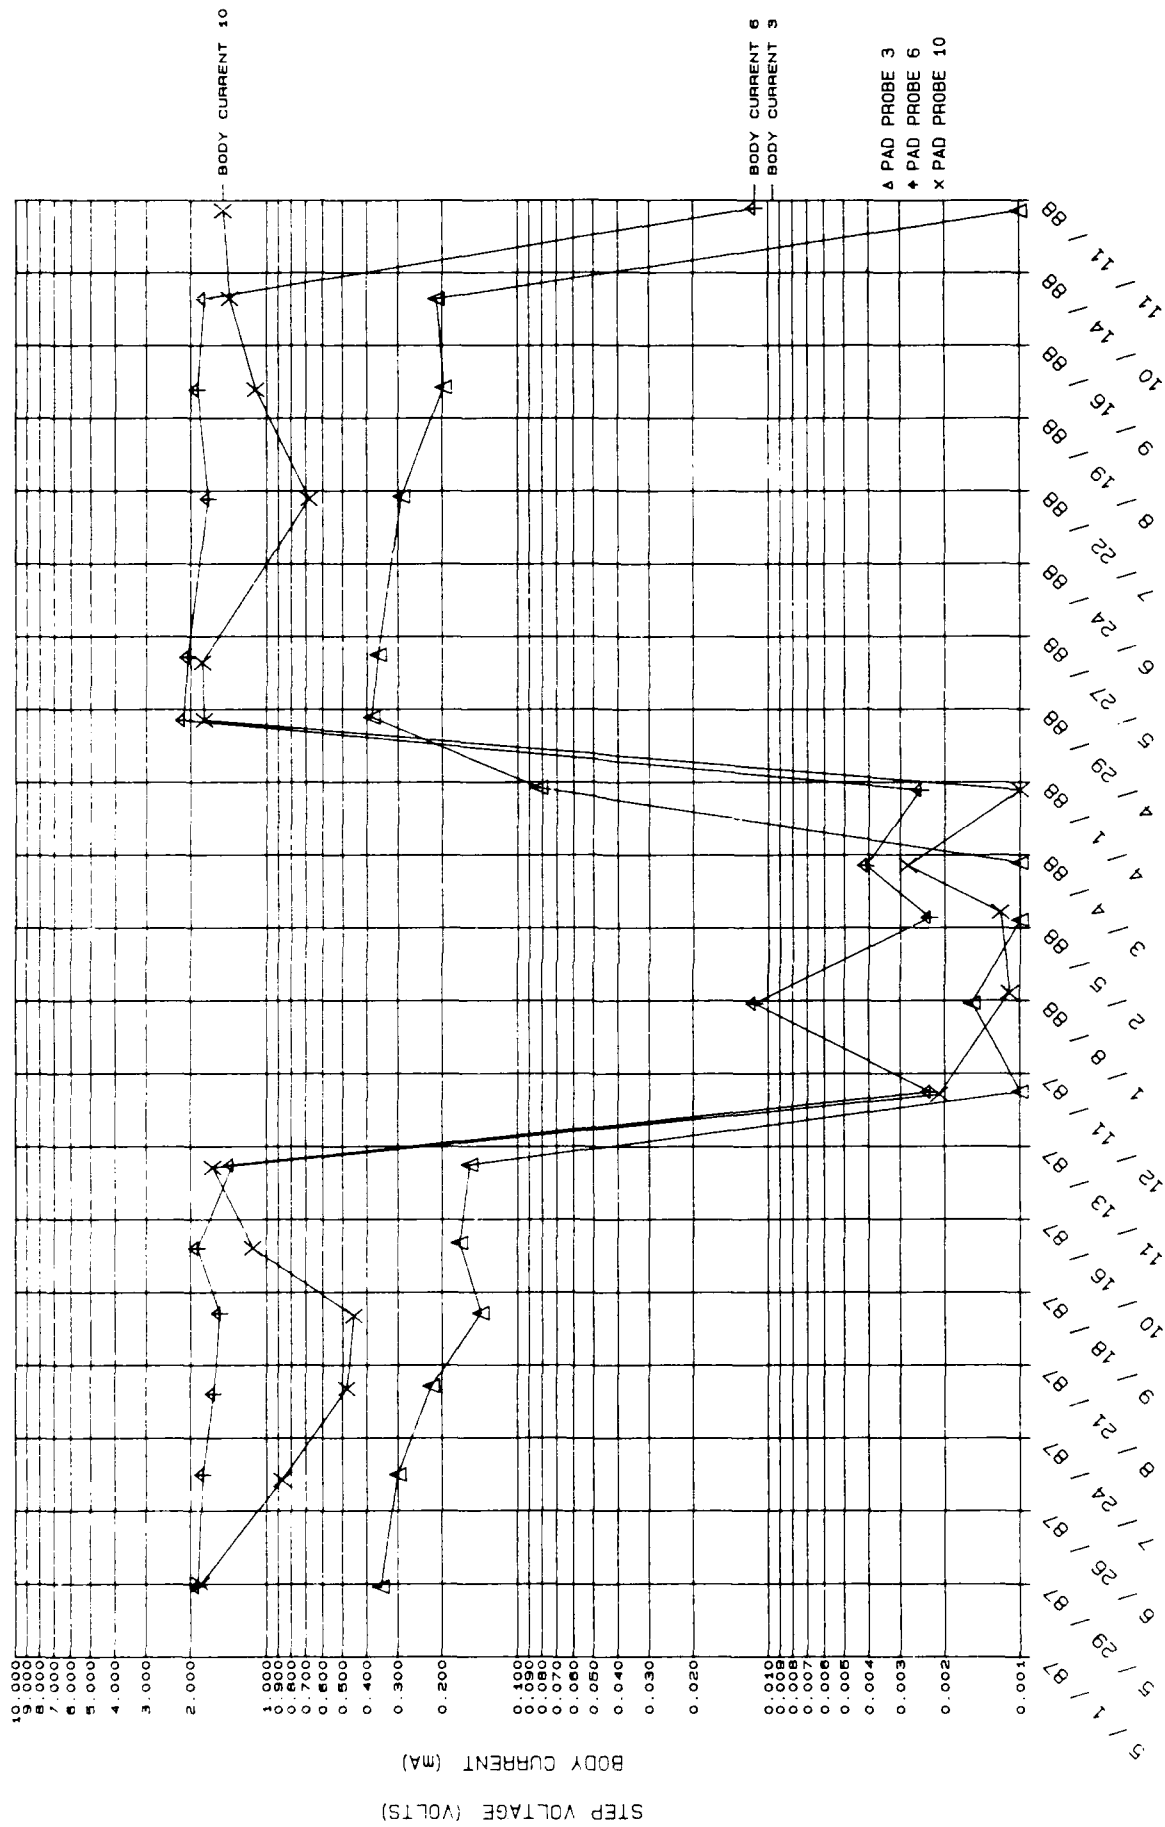 BODY CURRENT 10
BODY CURRENT 6
BODY CURRENT 3
PAD PROBE 3
PAD PROBE 6
PAD PROBE 10
10.000
9.000
8.000
7.000
6.000
5.000
4.000
3.000
2.000
1.000
0.900
0.800
0.700
0.600
0.500
0.400
0.300
0.200
0.100
0.090
0.080
0.070
0.060
0.050
0.040
0.030
0.020
0.010
0.009
0.008
0.007
0.006
0.005
0.004
0.003
0.002
0.001
BODY CURRENT (mA)
STEP VOLTAGE (VOLTS)
5 / 1 / 87
5 / 29 / 87
6 / 26 / 87
7 / 24 / 87
8 / 21 / 87
9 / 18 / 87
10 / 16 / 87
11 / 13 / 87
12 / 11 / 87
1 / 8 / 88
2 / 5 / 88
3 / 4 / 88
4 / 1 / 88
4 / 29 / 88
5 / 27 / 88
6 / 24 / 88
7 / 22 / 88
8 / 19 / 88
9 / 16 / 88
10 / 14 / 88
11 / 11 / 88